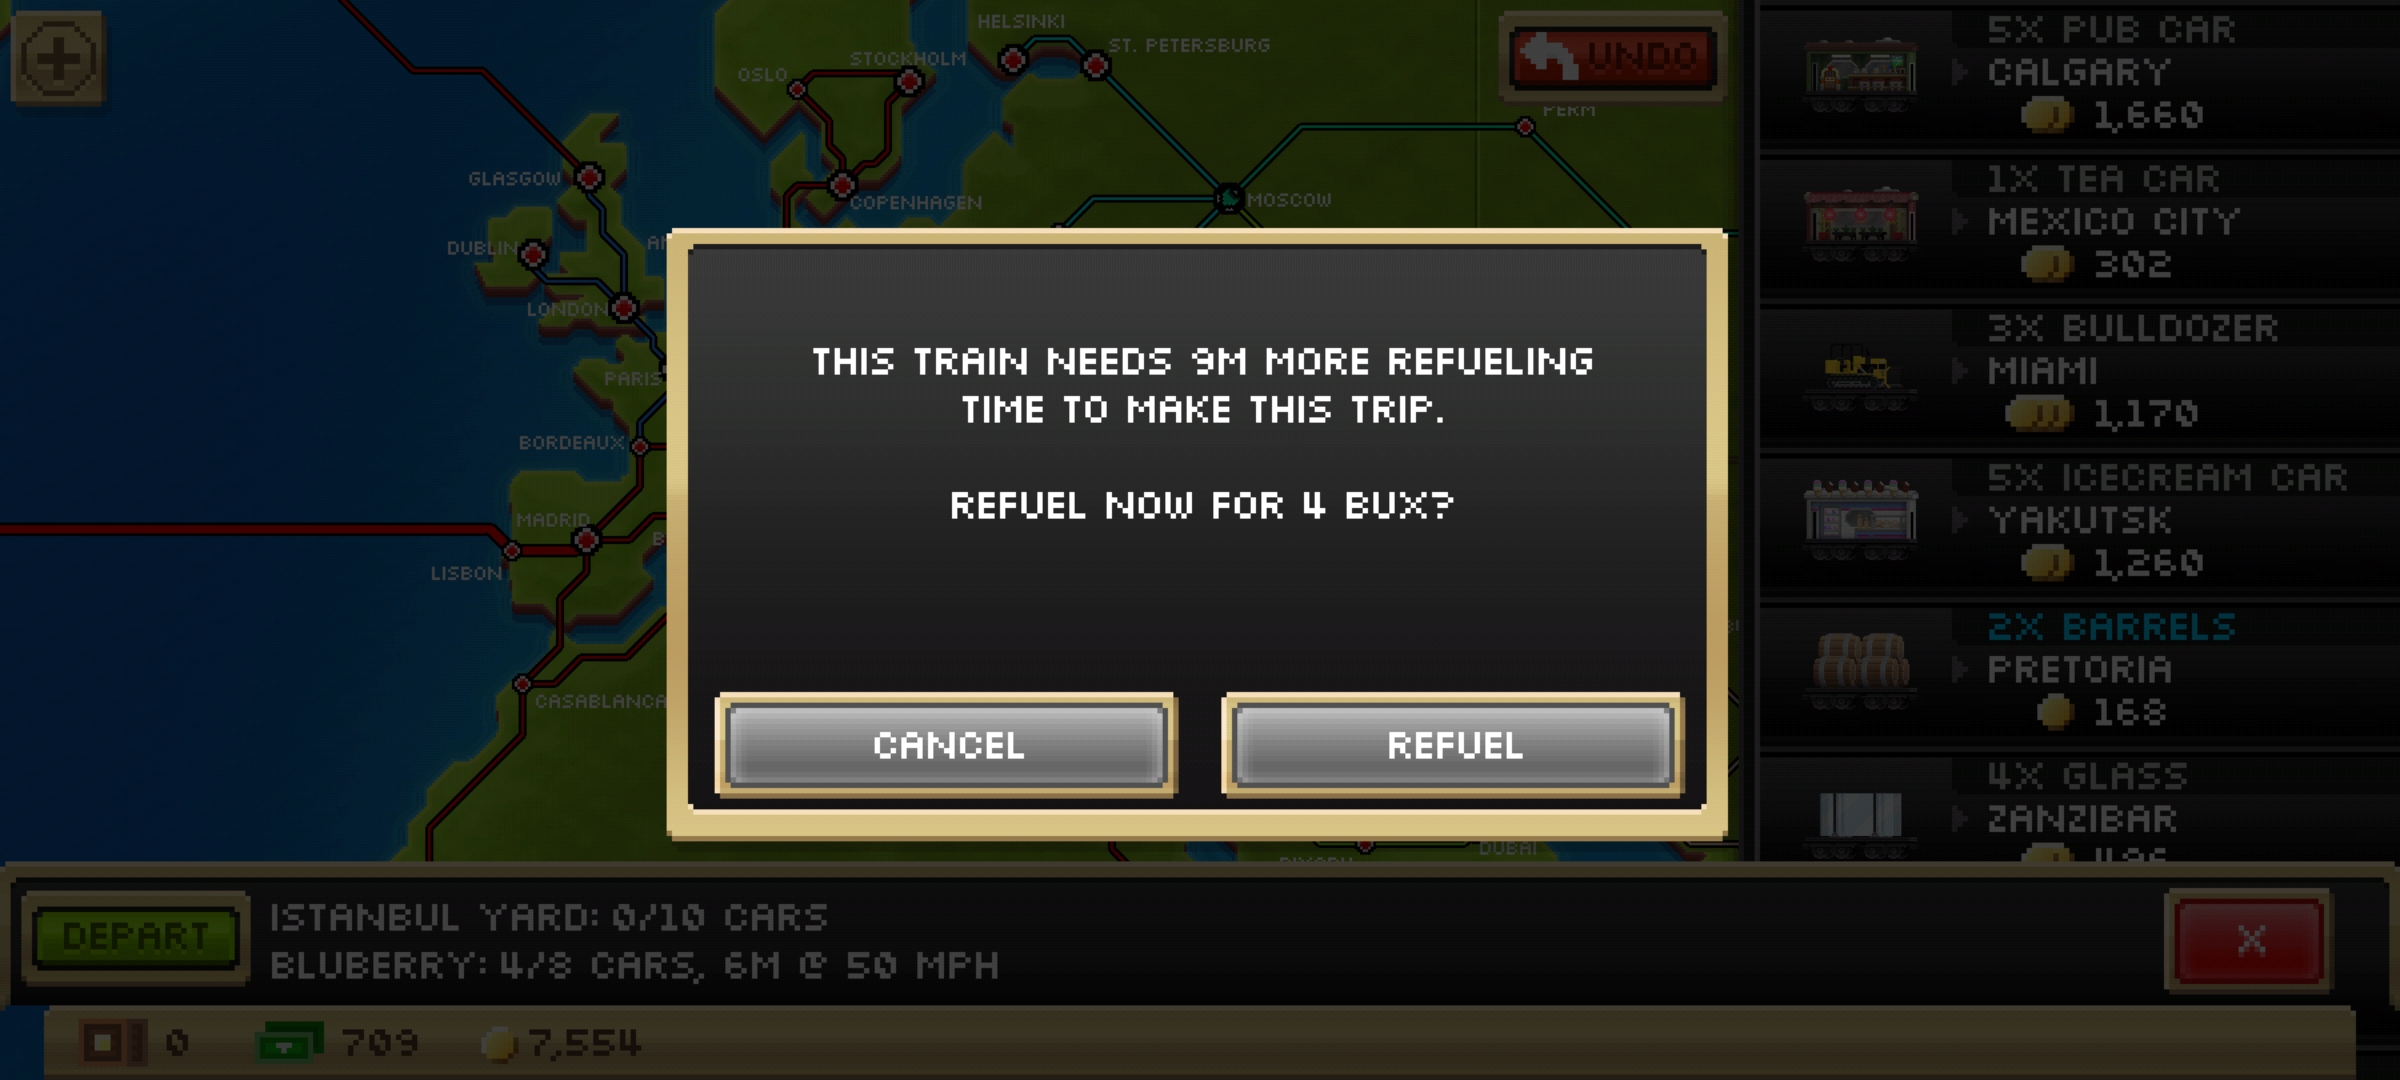 HELSINKI
ST. PETERSBURG
STOCKHOLM
OSLO
UNDO
PERM
GLASGOW
COPENHAGEN
MOSCOW
DUBLIN
LONDON
PARIS
BORDEAUX
MADRID
LISBON
CASABLANCA
DUBAI
THIS TRAIN NEEDS 9M MORE REFUELING
TIME TO MAKE THIS TRIP.
REFUEL NOW FOR 4 BUX?
CANCEL
REFUEL
5X PUB CAR
CALGARY
1,660
1X TEA CAR
MEXICO CITY
302
3X BULLDOZER
MIAMI
1,170
5X ICECREAM CAR
YAKUTSK
1,260
2X BARRELS
PRETORIA
168
4X GLASS
ZANZIBAR
DEPART
ISTANBUL YARD: 0/10 CARS
BLUBERRY: 4/8 CARS, 6M @ 50 MPH
X
0
709
7,554